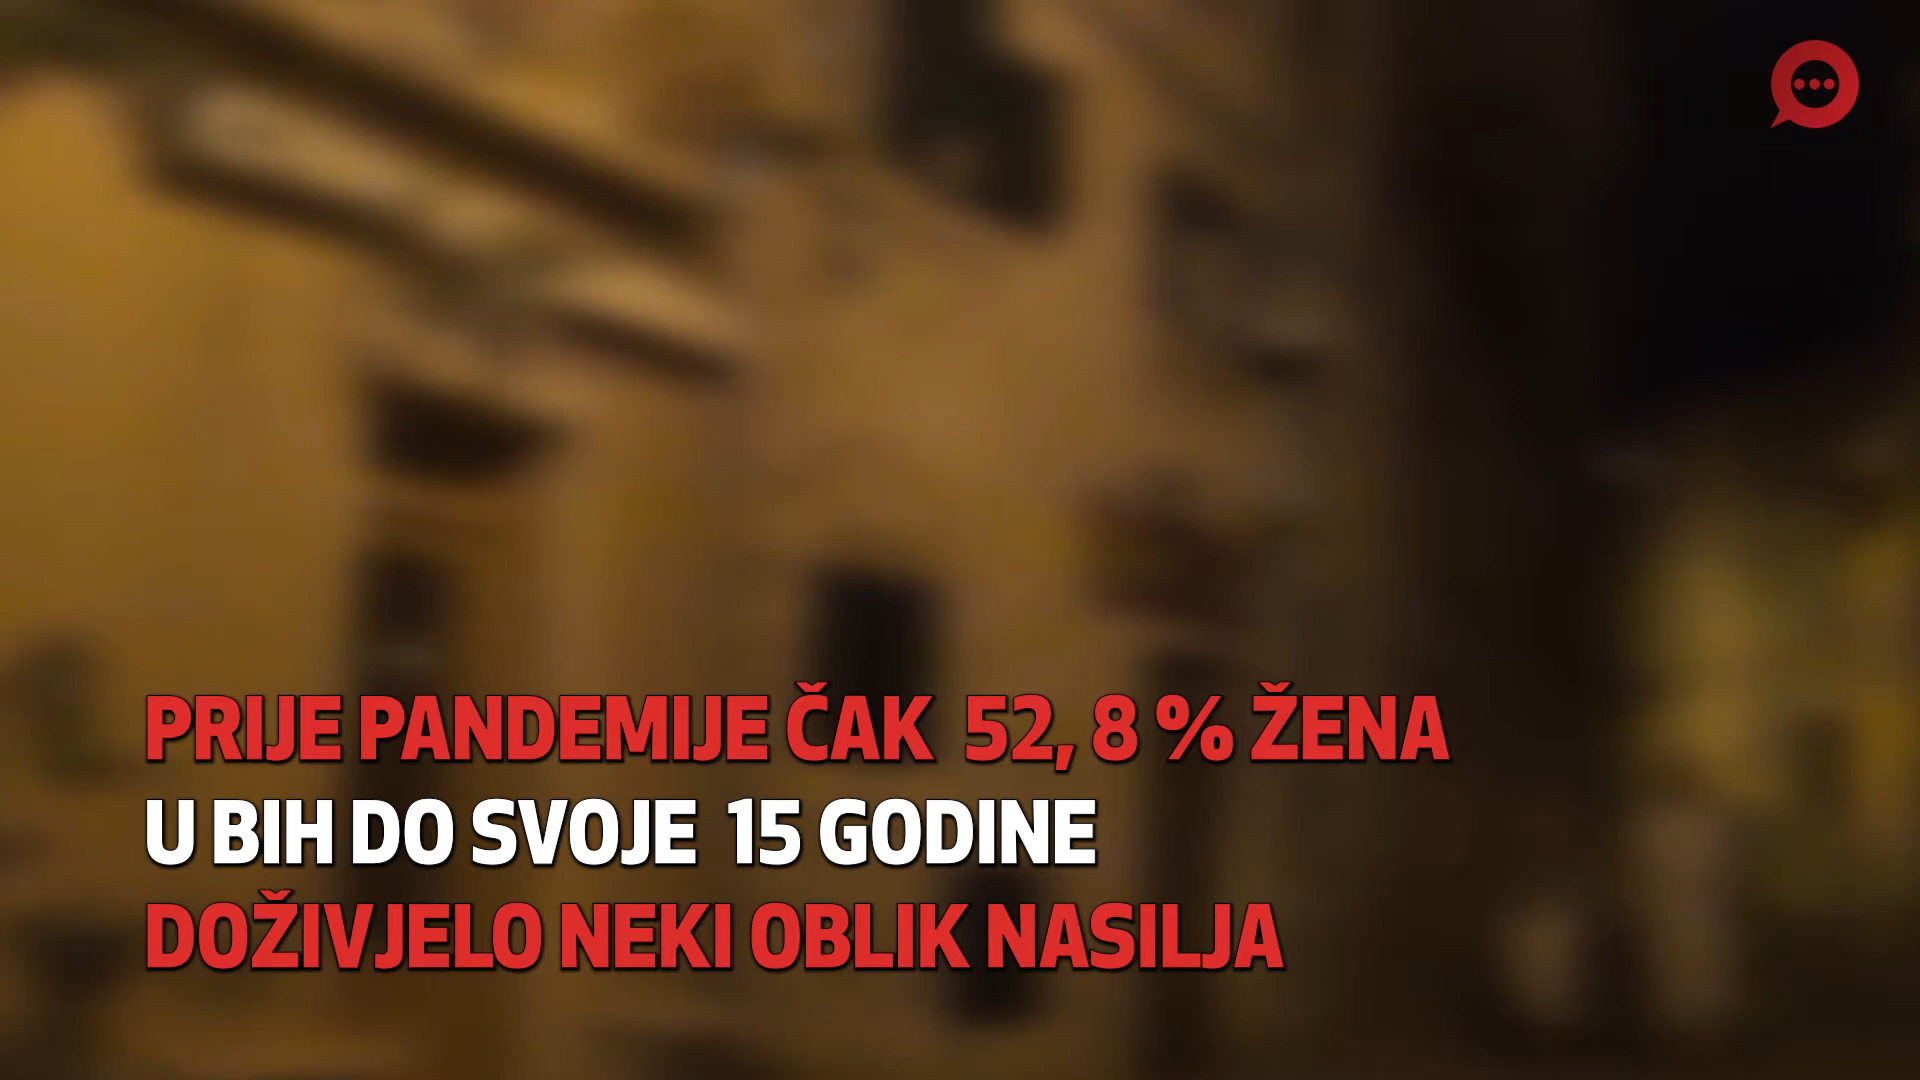 PRIJE PANDEMIJE ČAK 52, 8 % ŽENA
U BIH DO SVOJE 15 GODINE
DOŽIVJELO NEKI OBLIK NASILJA